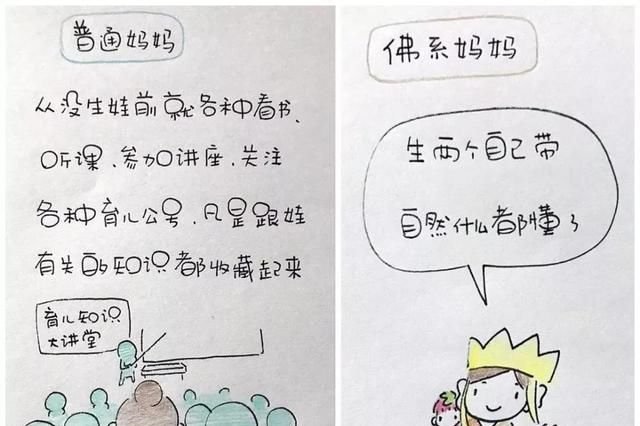 普通妈妈
从没生娃前就各种看书、
听课、参加讲座、关注
各种育儿公号,凡是跟娃
有关的知识都收藏起来
育儿知识
大讲堂
佛系妈妈
生两个自己带
自然什么都懂了